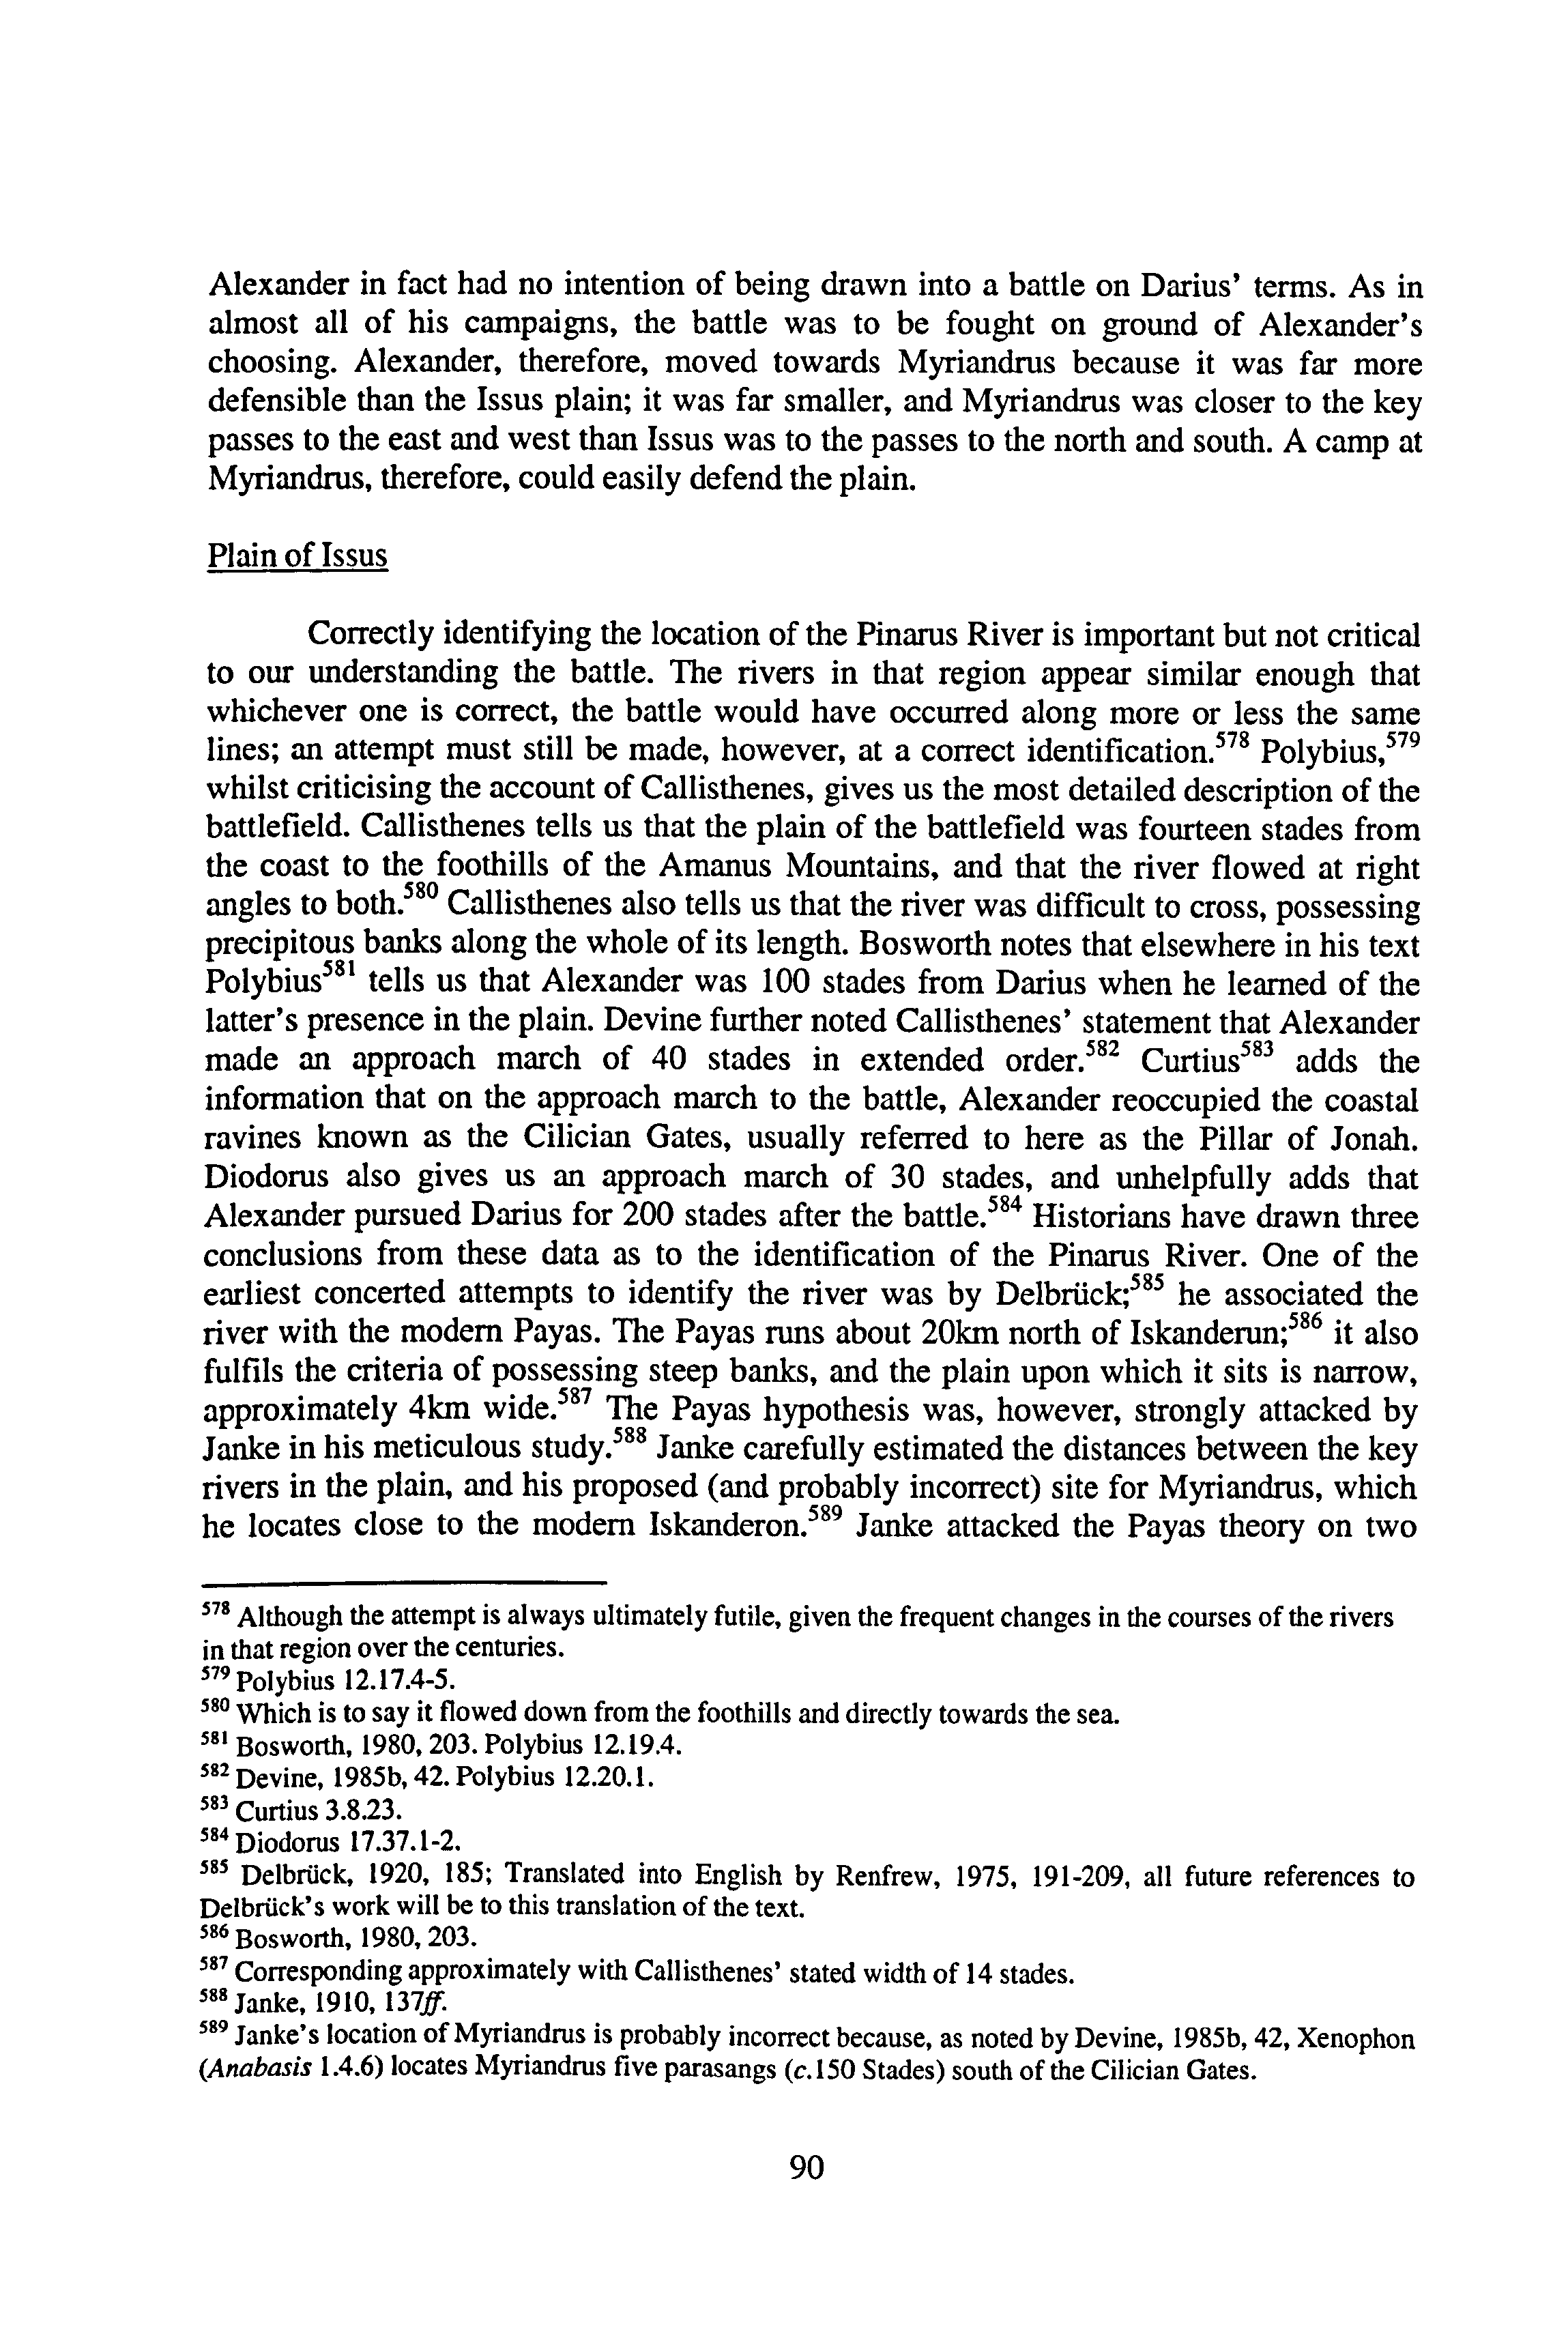 Alexander in fact had no intention of being drawn into a battle on Darius’ terms. As in
almost all of his campaigns, the battle was to be fought on ground of Alexander’s
choosing. Alexander, therefore, moved towards Myriandrus because it was far more
defensible than the Issus plain; it was far smaller, and Myriandrus was closer to the key
passes to the east and west than Issus was to the passes to the north and south. A camp at
Myriandrus, therefore, could easily defend the plain.
Plain of Issus
Correctly identifying the location of the Pinarus River is important but not critical
to our understanding the battle. The rivers in that region appear similar enough that
whichever one is correct, the battle would have occurred along more or less the same
lines; an attempt must still be made, however, at a correct identification.⁵⁷⁸ Polybius,⁵⁷⁹
whilst criticising the account of Callisthenes, gives us the most detailed description of the
battlefield. Callisthenes tells us that the plain of the battlefield was fourteen stades from
the coast to the foothills of the Amanus Mountains, and that the river flowed at right
angles to both.⁵⁸⁰ Callisthenes also tells us that the river was difficult to cross, possessing
precipitous banks along the whole of its length. Bosworth notes that elsewhere in his text
Polybius⁵⁸¹ tells us that Alexander was 100 stades from Darius when he learned of the
latter’s presence in the plain. Devine further noted Callisthenes’ statement that Alexander
made an approach march of 40 stades in extended order.⁵⁸² Curtius⁵⁸³ adds the
information that on the approach march to the battle, Alexander reoccupied the coastal
ravines known as the Cilician Gates, usually referred to here as the Pillar of Jonah.
Diodorus also gives us an approach march of 30 stades, and unhelpfully adds that
Alexander pursued Darius for 200 stades after the battle.⁵⁸⁴ Historians have drawn three
conclusions from these data as to the identification of the Pinarus River. One of the
earliest concerted attempts to identify the river was by Delbrück;⁵⁸⁵ he associated the
river with the modern Payas. The Payas runs about 20km north of Iskanderun;⁵⁸⁶ it also
fulfils the criteria of possessing steep banks, and the plain upon which it sits is narrow,
approximately 4km wide.⁵⁸⁷ The Payas hypothesis was, however, strongly attacked by
Janke in his meticulous study.⁵⁸⁸ Janke carefully estimated the distances between the key
rivers in the plain, and his proposed (and probably incorrect) site for Myriandrus, which
he locates close to the modern Iskanderon.⁵⁸⁹ Janke attacked the Payas theory on two
⁵⁷⁸ Although the attempt is always ultimately futile, given the frequent changes in the courses of the rivers
in that region over the centuries.
⁵⁷⁹ Polybius 12.17.4-5.
⁵⁸⁰ Which is to say it flowed down from the foothills and directly towards the sea.
⁵⁸¹ Bosworth, 1980, 203. Polybius 12.19.4.
⁵⁸² Devine, 1985b, 42. Polybius 12.20.1.
⁵⁸³ Curtius 3.8.23.
⁵⁸⁴ Diodorus 17.37.1-2.
⁵⁸⁵ Delbrück, 1920, 185; Translated into English by Renfrew, 1975, 191-209, all future references to
Delbrück’s work will be to this translation of the text.
⁵⁸⁶ Bosworth, 1980, 203.
⁵⁸⁷ Corresponding approximately with Callisthenes’ stated width of 14 stades.
⁵⁸⁸ Janke, 1910, 137ff.
⁵⁸⁹ Janke’s location of Myriandrus is probably incorrect because, as noted by Devine, 1985b, 42, Xenophon
(Anabasis 1.4.6) locates Myriandrus five parasangs (c.150 Stades) south of the Cilician Gates.
90